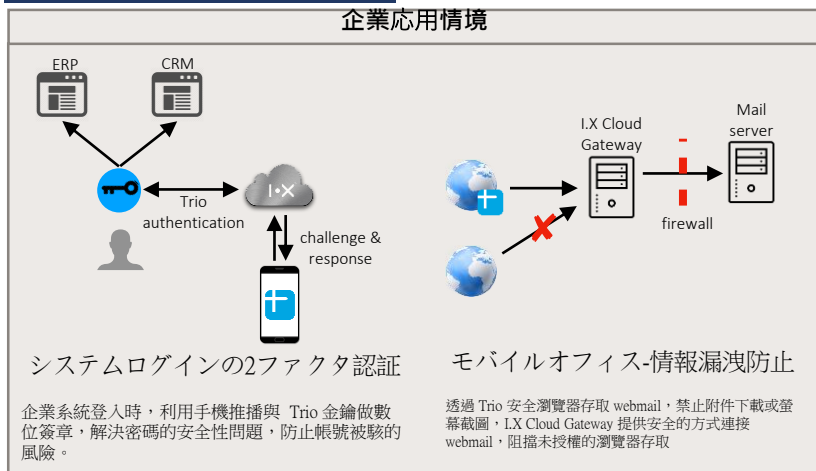 企業応用情境
ERP
CRM
I•X
Trio
authentication
challenge &
response
システムログインの2ファクタ認証
企業系統登入時，利用手機推播與 Trio 金鑰做數
位簽章，解決密碼的安全性問題，防止帳號被駭的
風險。
I.X Cloud
Gateway
Mail
server
firewall
モバイルオフィス-情報漏洩防止
透過 Trio 安全瀏覽器存取 webmail，禁止附件下載或螢
幕截圖，I.X Cloud Gateway 提供安全的方式連接
webmail，阻擋未授權的瀏覽器存取